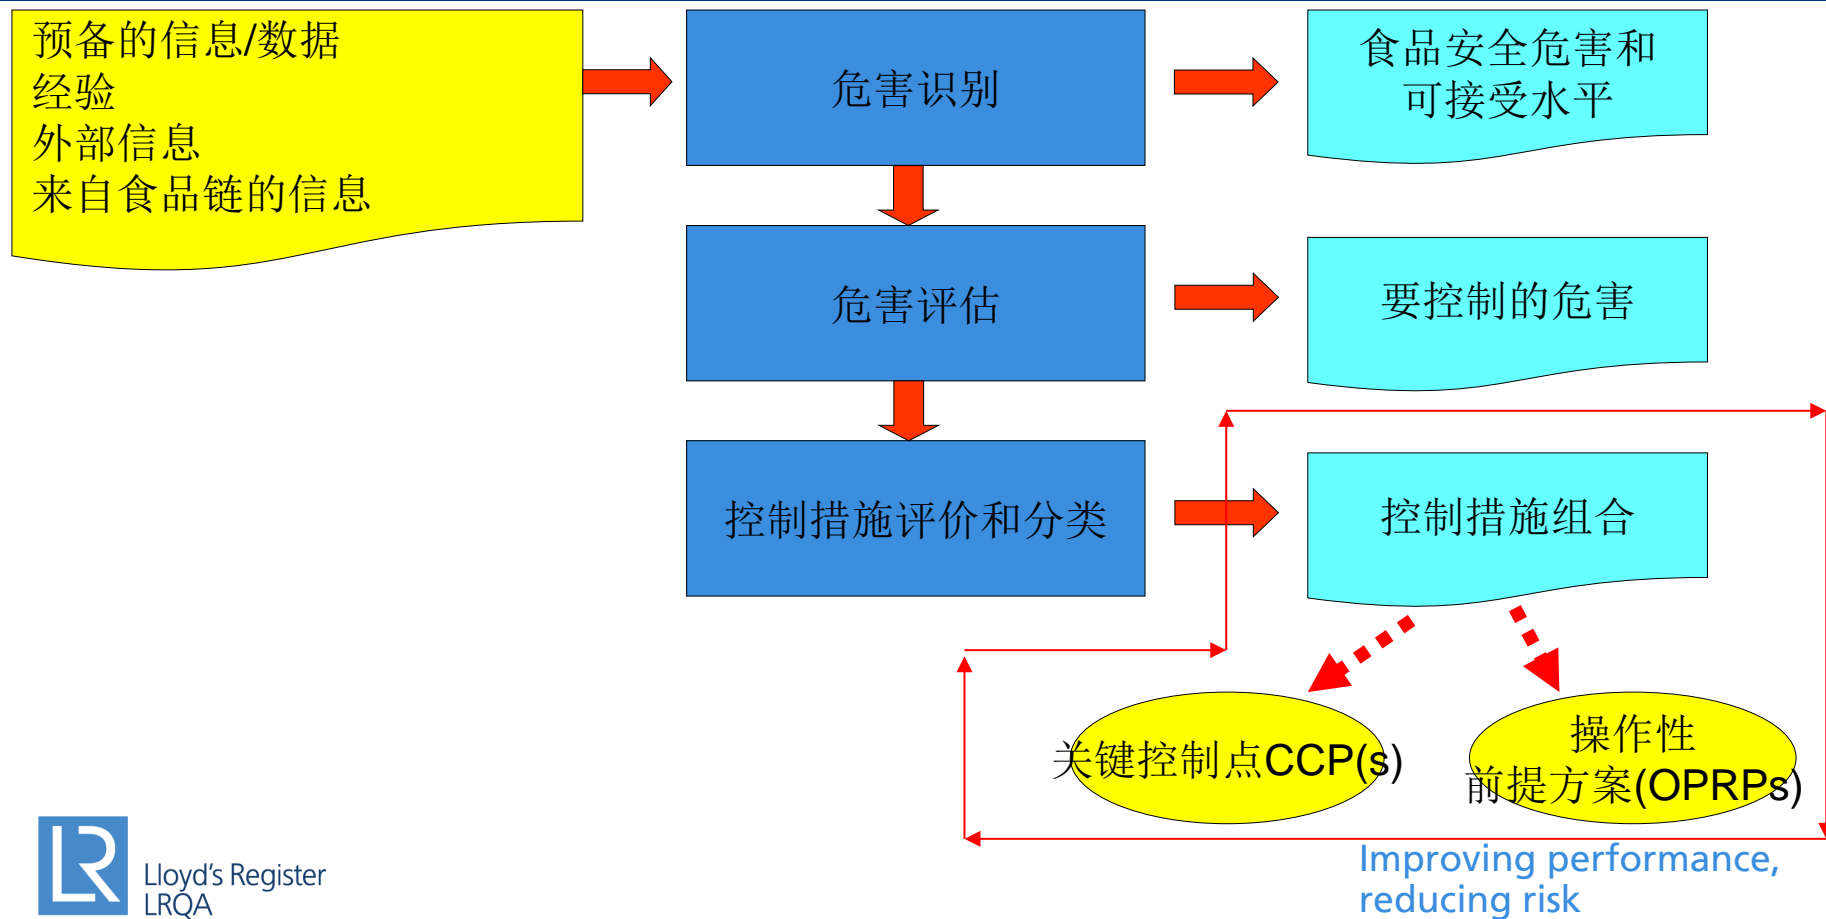 预备的信息/数据
经验
外部信息
来自食品链的信息
危害识别
食品安全危害和
可接受水平
危害评估
要控制的危害
控制措施评价和分类
控制措施组合
关键控制点CCP(s)
操作性
前提方案(OPRPs)
LR
Lloyd's Register
LRQA
Improving performance,
reducing risk